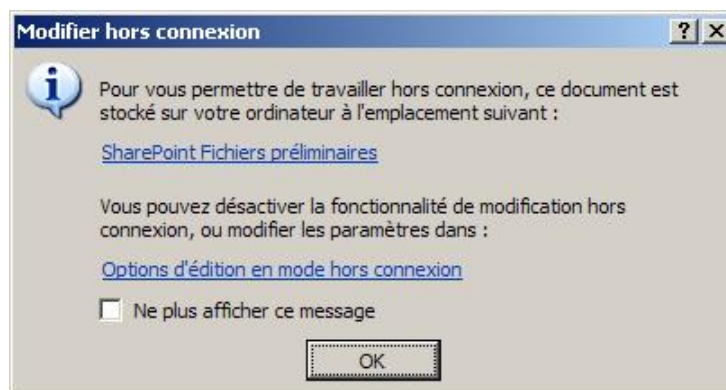 Modifier hors connexion
Pour vous permettre de travailler hors connexion, ce document est
stocké sur votre ordinateur à l'emplacement suivant :
SharePoint Fichiers préliminaires
Vous pouvez désactiver la fonctionnalité de modification hors
connexion, ou modifier les paramètres dans :
Options d'édition en mode hors connexion
Ne plus afficher ce message
OK